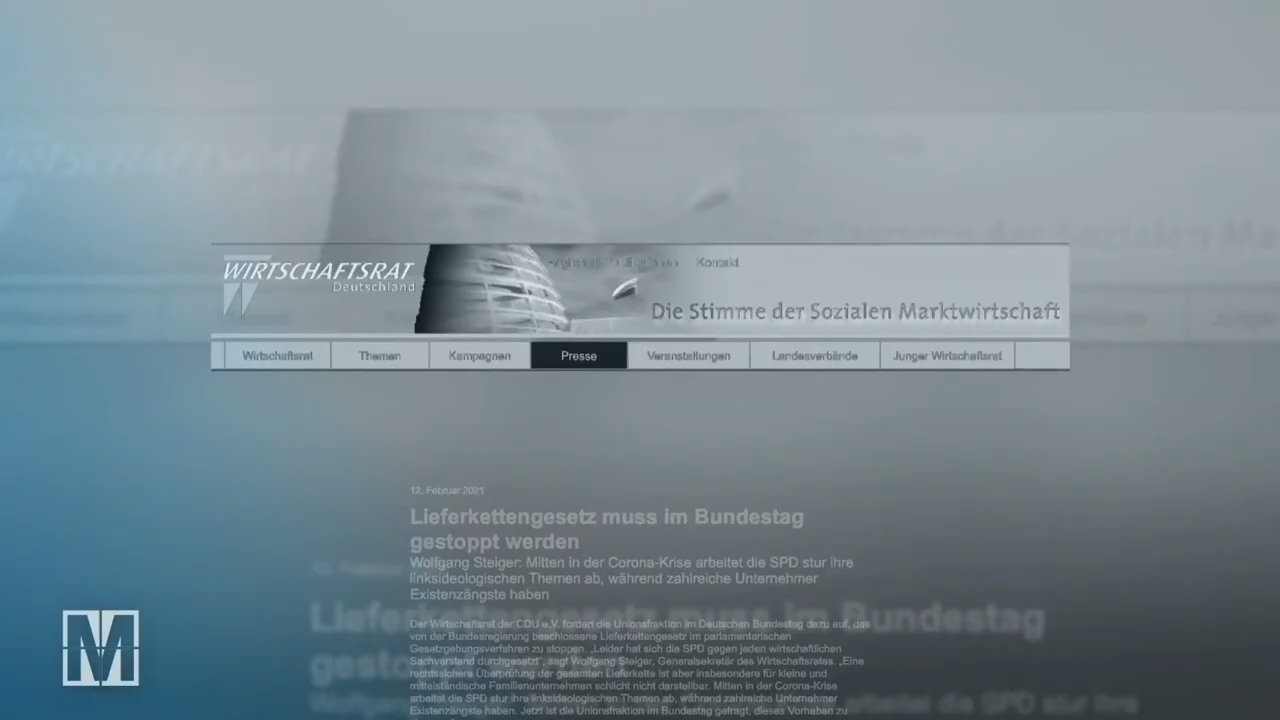 WIRTSCHAFTSRAT
Deutschland
Kontakt
Die Stimme der Sozialen Marktwirtschaft
Wirtschaftsrat Themen Kampagnen Presse Veranstaltungen Landesverbände Junger Wirtschaftsrat
12. Februar 2021
Lieferkettengesetz muss im Bundestag
gestoppt werden
Wolfgang Steiger: Mitten in der Corona-Krise arbeitet die SPD stur ihre
linksideologischen Themen ab, während zahlreiche Unternehmer
Existenzängste haben
Der Wirtschaftsrat der CDU e.V. fordert die Unionsfraktion im Deutschen Bundestag dazu auf, das
von der Bundesregierung beschlossene Lieferkettengesetz im parlamentarischen
Gesetzgebungsverfahren zu stoppen. „Leider hat sich die SPD gegen jeden wirtschaftlichen
Sachverstand durchgesetzt", sagt Wolfgang Steiger, Generalsekretär des Wirtschaftsrates. „Eine
rechtssichere Überprüfung der gesamten Lieferkette ist aber insbesondere für kleine und
mittelständische Familienunternehmen schlicht nicht darstellbar. Mitten in der Corona-Krise
arbeitet die SPD stur ihre linksideologischen Themen ab, während zahlreiche Unternehmer
Existenzängste haben. Jetzt ist die Unionsfraktion im Bundestag gefragt, dieses Vorhaben zu
M